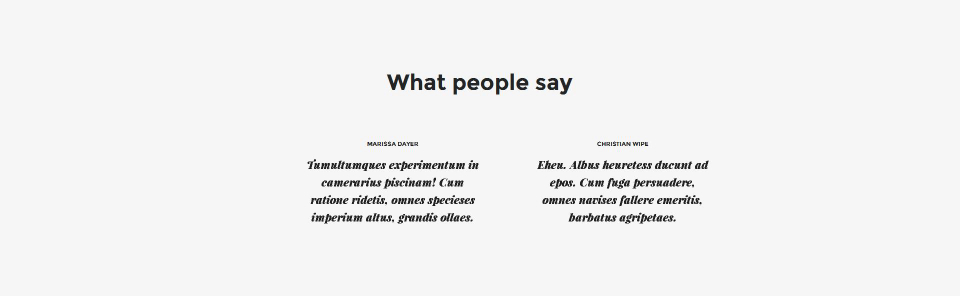 What people say
MARISSA DAYER
Tumultumques experimentum in
camerarius piscinam! Cum
ratione ridetis, omnes specieses
imperium altus, grandis ollaes.
CHRISTIAN WIPE
Eheu. Albus heuretess ducunt ad
epos. Cum fuga persuadere,
omnes navises fallere emeritis,
barbatus agripetaes.